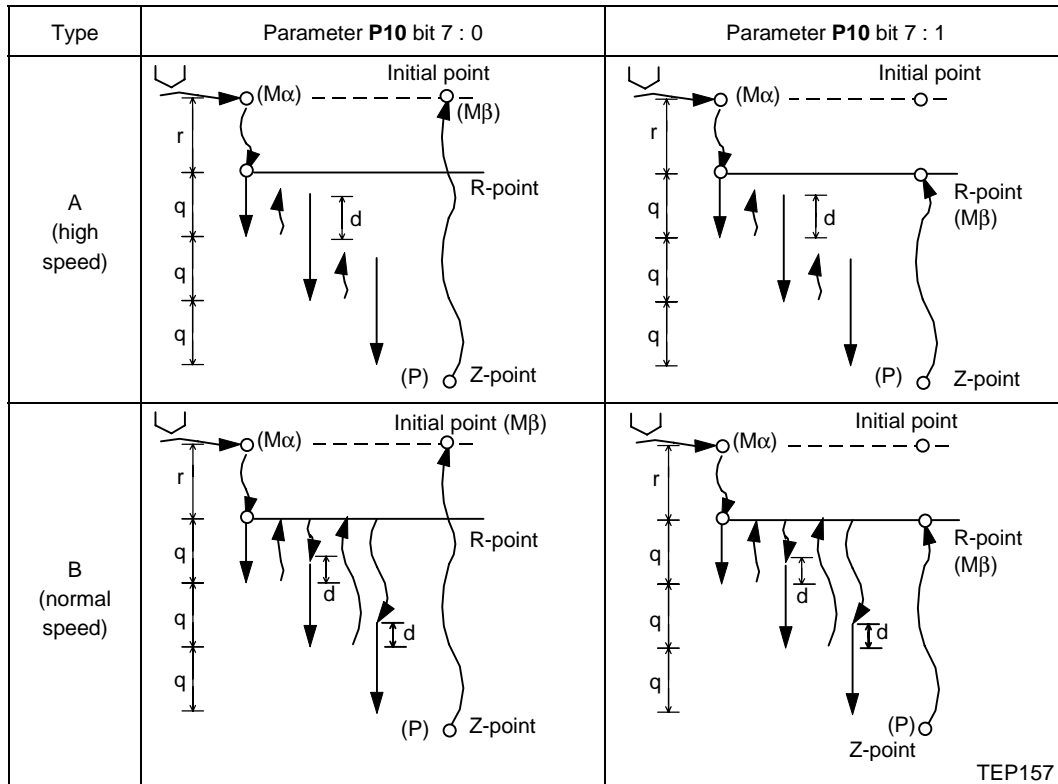 Type
Parameter P10 bit 7 : 0
Parameter P10 bit 7 : 1
A
(high
speed)
Initial point
(Mα)
(Mβ)
r
R-point
q
d
q
q
(P)
Z-point
Initial point
(Mα)
r
R-point
(Mβ)
q
d
q
q
(P)
Z-point
B
(normal
speed)
Initial point (Mβ)
(Mα)
r
R-point
q
d
q
d
q
(P)
Z-point
Initial point
(Mα)
r
R-point
(Mβ)
q
d
q
d
q
(P)
Z-point
TEP157